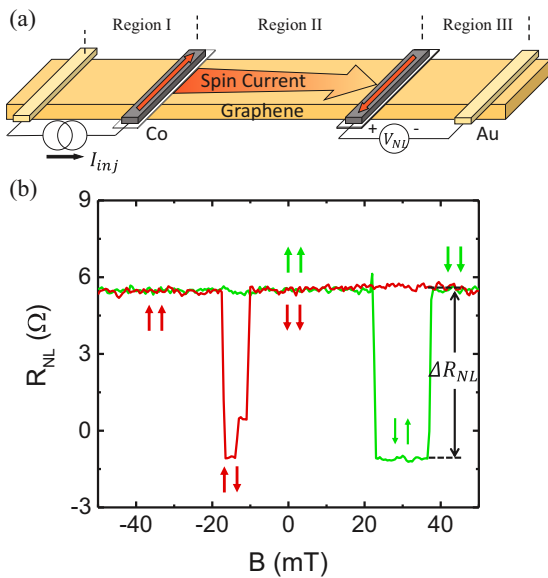 (a)
Region I Region II Region III
Spin Current
Graphene
Co
+ V_NL -
Au
I_inj
(b)
9
6
3
0
-3
R_NL (Ω)
ΔR_NL
-40 -20 0 20 40
B (mT)